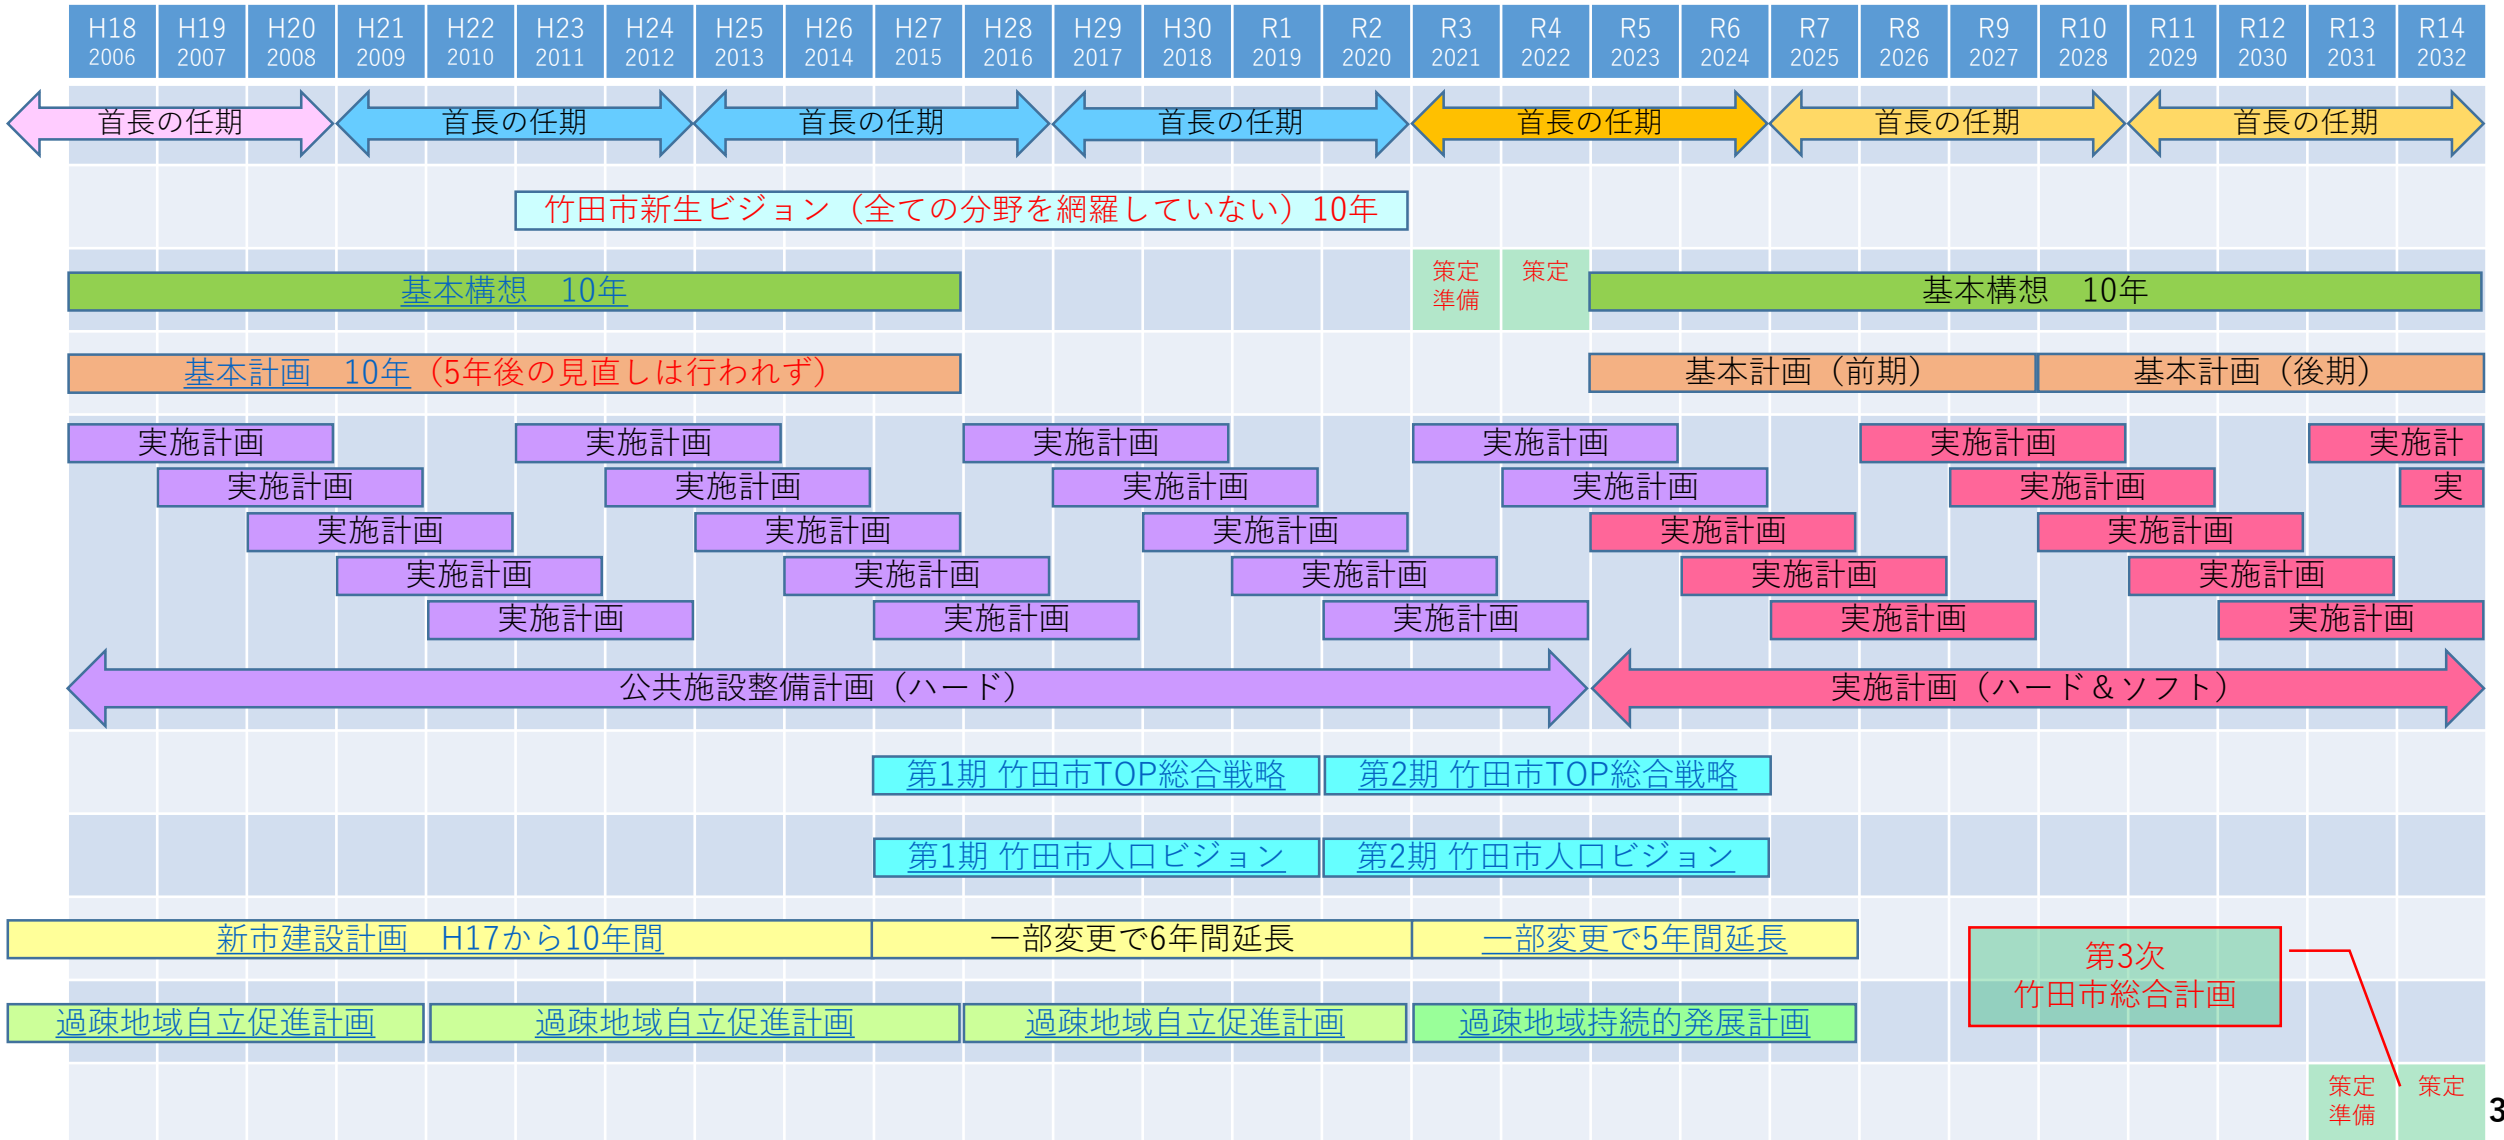 H18 H19 H20 H21 H22 H23 H24 H25 H26 H27 H28 H29 H30 R1 R2 R3 R4 R5 R6 R7 R8 R9 R10 R11 R12 R13 R14
2006 2007 2008 2009 2010 2011 2012 2013 2014 2015 2016 2017 2018 2019 2020 2021 2022 2023 2024 2025 2026 2027 2028 2029 2030 2031 2032
首長の任期 首長の任期 首長の任期 首長の任期 首長の任期 首長の任期 首長の任期
竹田市新生ビジョン（全ての分野を網羅していない）10年
基本構想　10年
策定
準備
策定
基本構想　10年
基本計画　10年（5年後の見直しは行われず）
基本計画（前期）
基本計画（後期）
実施計画 実施計画 実施計画 実施計画 実施計画 実施計
実施計画 実施計画 実施計画 実施計画 実施計画 実
実施計画 実施計画 実施計画 実施計画 実施計画
実施計画 実施計画 実施計画 実施計画 実施計画
実施計画 実施計画 実施計画 実施計画 実施計画
公共施設整備計画（ハード）
実施計画（ハード＆ソフト）
第1期 竹田市TOP総合戦略
第2期 竹田市TOP総合戦略
第1期 竹田市人口ビジョン
第2期 竹田市人口ビジョン
新市建設計画　H17から10年間
一部変更で6年間延長
一部変更で5年間延長
第3次
竹田市総合計画
過疎地域自立促進計画
過疎地域自立促進計画
過疎地域自立促進計画
過疎地域持続的発展計画
策定
準備
策定
3